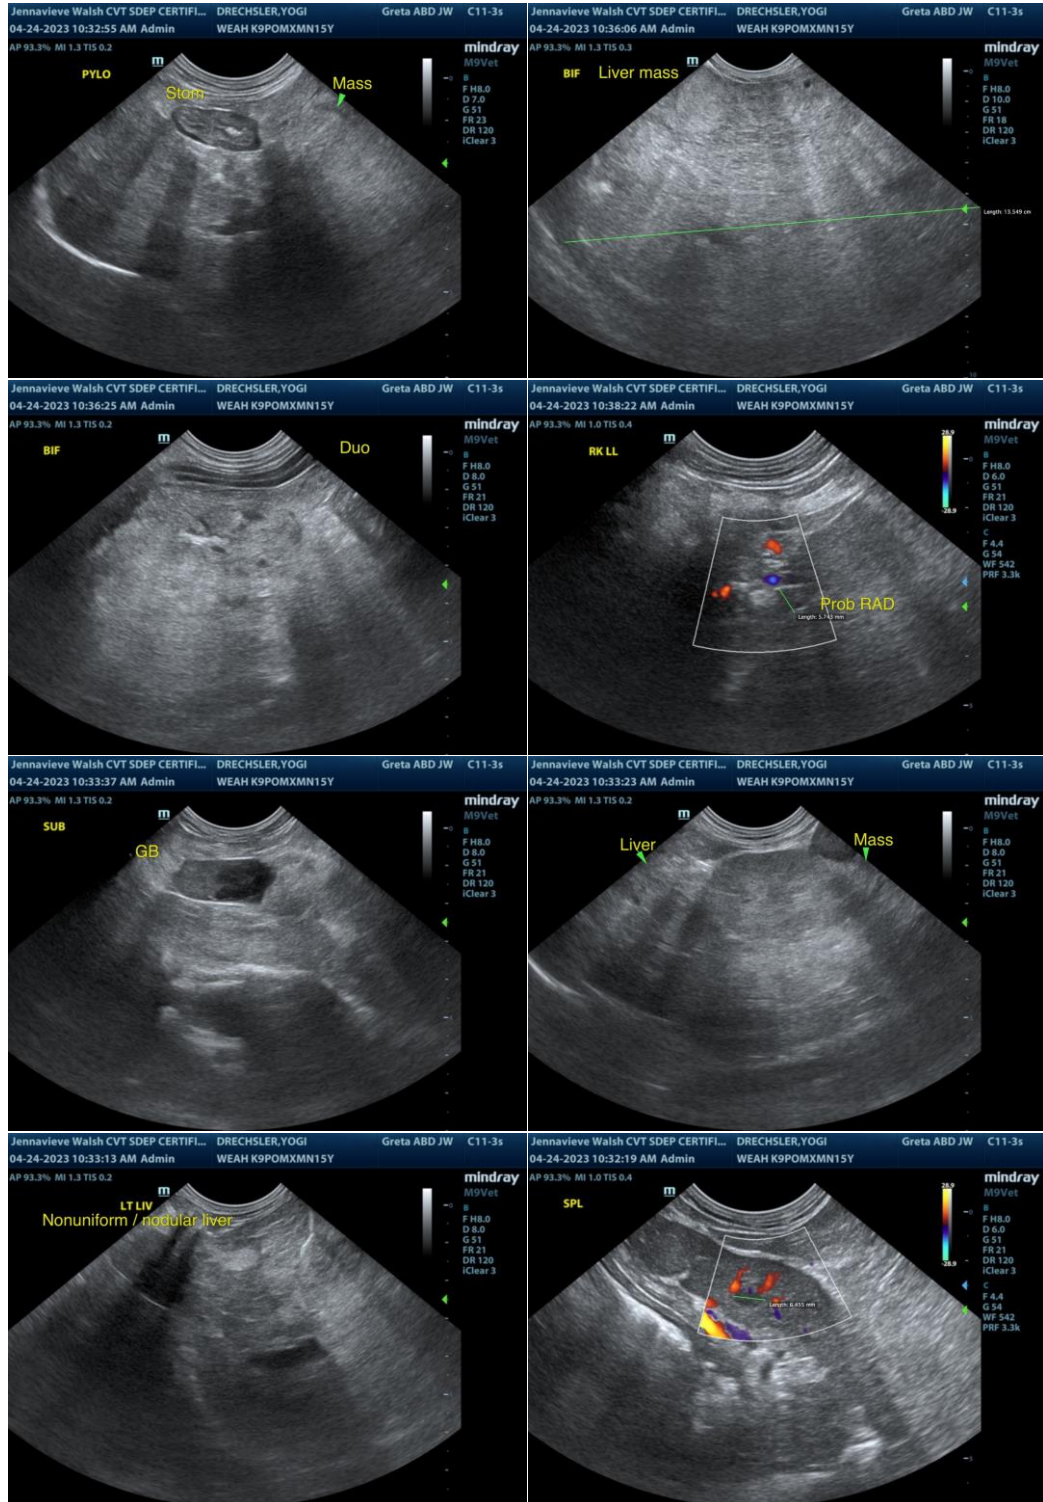 Jennavieve Walsh CVT SDEP CERTIFI... DRECHSLER,YOGI Greta ABD JW C11-3s
04-24-2023 10:32:55 AM Admin WEAH K9POMXMN15Y
AP 93.3% MI 1.3 TIS 0.2
mindray
M9Vet
PYLO
m
Stom
Mass
B
F H8.0
D 7.0
G 51
FR 23
DR 120
iClear 3
Jennavieve Walsh CVT SDEP CERTIFI... DRECHSLER,YOGI Greta ABD JW C11-3s
04-24-2023 10:36:06 AM Admin WEAH K9POMXMN15Y
AP 93.3% MI 1.3 TIS 0.3
mindray
M9Vet
BIF Liver mass
m
B
F H8.0
D 10.0
G 51
FR 18
DR 120
iClear 3
Length: 13.549 cm
Jennavieve Walsh CVT SDEP CERTIFI... DRECHSLER,YOGI Greta ABD JW C11-3s
04-24-2023 10:36:25 AM Admin WEAH K9POMXMN15Y
AP 93.3% MI 1.3 TIS 0.2
mindray
M9Vet
BIF
m
Duo
B
F H8.0
D 8.0
G 51
FR 21
DR 120
iClear 3
Jennavieve Walsh CVT SDEP CERTIFI... DRECHSLER,YOGI Greta ABD JW C11-3s
04-24-2023 10:38:22 AM Admin WEAH K9POMXMN15Y
AP 93.3% MI 1.0 TIS 0.4
mindray
M9Vet
RK LL
m
28.9
-28.9
B
F H8.0
D 6.0
G 51
FR 21
DR 120
iClear 3
C
F 4.4
G 54
WF 542
PRF 3.3k
Prob RAD
Length: mm
Jennavieve Walsh CVT SDEP CERTIFI... DRECHSLER,YOGI Greta ABD JW C11-3s
04-24-2023 10:33:37 AM Admin WEAH K9POMXMN15Y
AP 93.3% MI 1.3 TIS 0.2
mindray
M9Vet
SUB
m
GB
B
F H8.0
D 8.0
G 51
FR 21
DR 120
iClear 3
Jennavieve Walsh CVT SDEP CERTIFI... DRECHSLER,YOGI Greta ABD JW C11-3s
04-24-2023 10:33:23 AM Admin WEAH K9POMXMN15Y
AP 93.3% MI 1.3 TIS 0.2
mindray
M9Vet
m
Liver
Mass
B
F H8.0
D 8.0
G 51
FR 21
DR 120
iClear 3
Jennavieve Walsh CVT SDEP CERTIFI... DRECHSLER,YOGI Greta ABD JW C11-3s
04-24-2023 10:33:13 AM Admin WEAH K9POMXMN15Y
AP 93.3% MI 1.3 TIS 0.2
mindray
M9Vet
m
LT LIV
Nonuniform / nodular liver
B
F H8.0
D 8.0
G 51
FR 21
DR 120
iClear 3
Jennavieve Walsh CVT SDEP CERTIFI... DRECHSLER,YOGI Greta ABD JW C11-3s
04-24-2023 10:32:19 AM Admin WEAH K9POMXMN15Y
AP 93.3% MI 1.0 TIS 0.4
mindray
M9Vet
SPL
m
28.9
-28.9
B
F H8.0
D 6.0
G 51
FR 21
DR 120
iClear 3
C
F 4.4
G 54
WF 542
PRF 3.3k
Length: mm